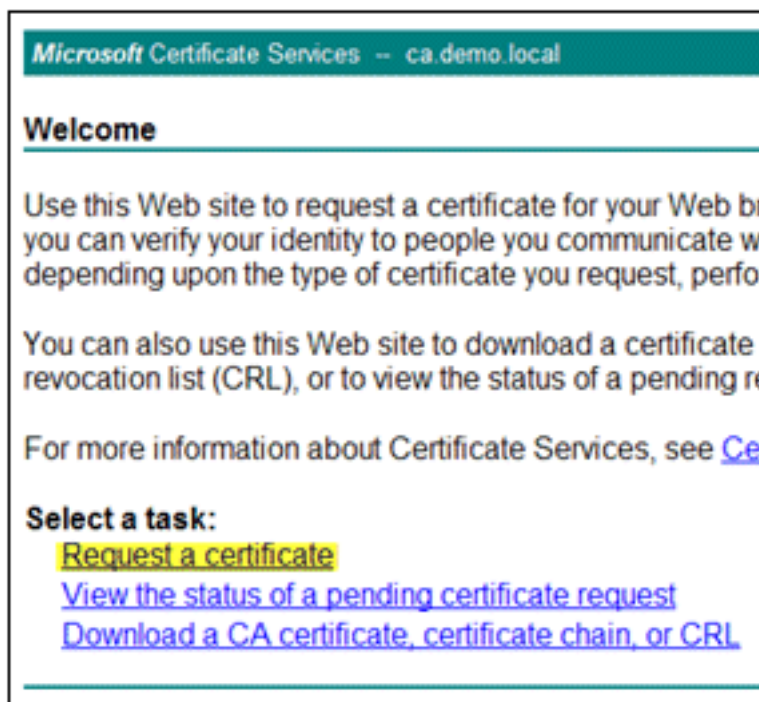 Microsoft Certificate Services -- ca.demo.local
Welcome
Use this Web site to request a certificate for your Web
you can verify your identity to people you communicate
depending upon the type of certificate you request,
You can also use this Web site to download a certificate
revocation list (CRL), or to view the status of a pending
For more information about Certificate Services, see
Select a task:
Request a certificate
View the status of a pending certificate request
Download a CA certificate, certificate chain, or CRL